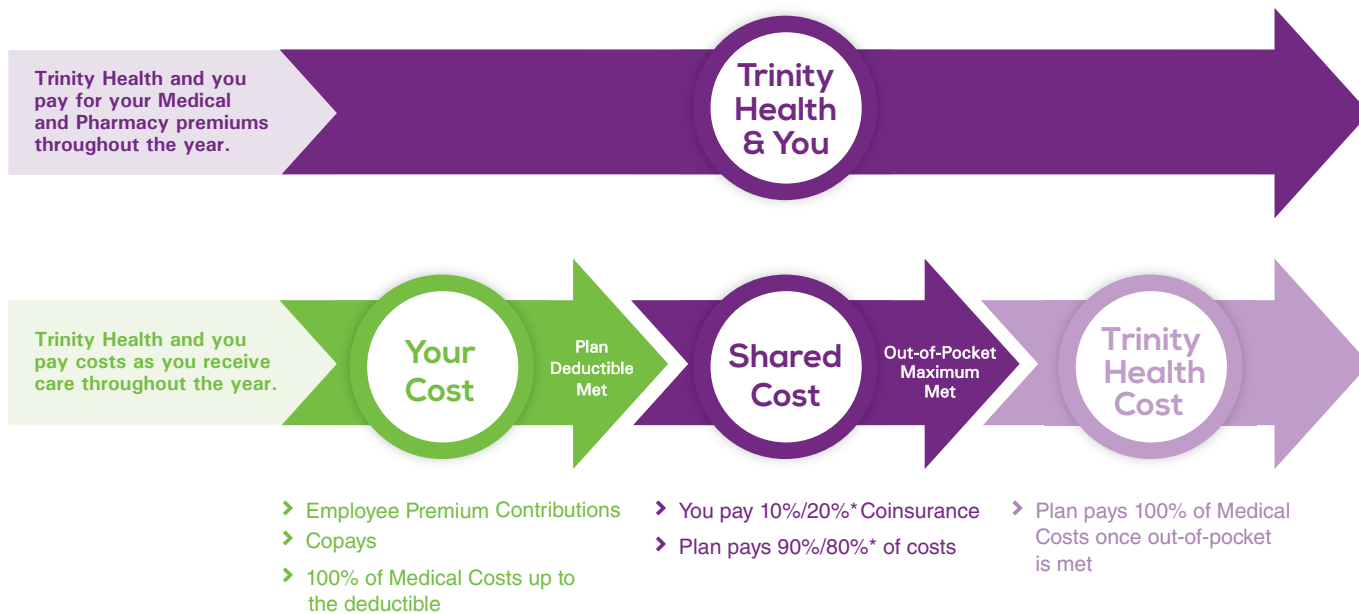 Trinity Health and you
pay for your Medical
and Pharmacy premiums
throughout the year.
Trinity
Health
& You
Trinity Health and you
pay costs as you receive
care throughout the year.
Your
Cost
Plan
Deductible
Met
Shared
Cost
Out-of-Pocket
Maximum
Met
Trinity
Health
Cost
> Employee Premium Contributions
> Copays
> 100% of Medical Costs up to
the deductible
> You pay 10%/20%* Coinsurance
> Plan pays 90%/80%* of costs
> Plan pays 100% of Medical
Costs once out-of-pocket
is met